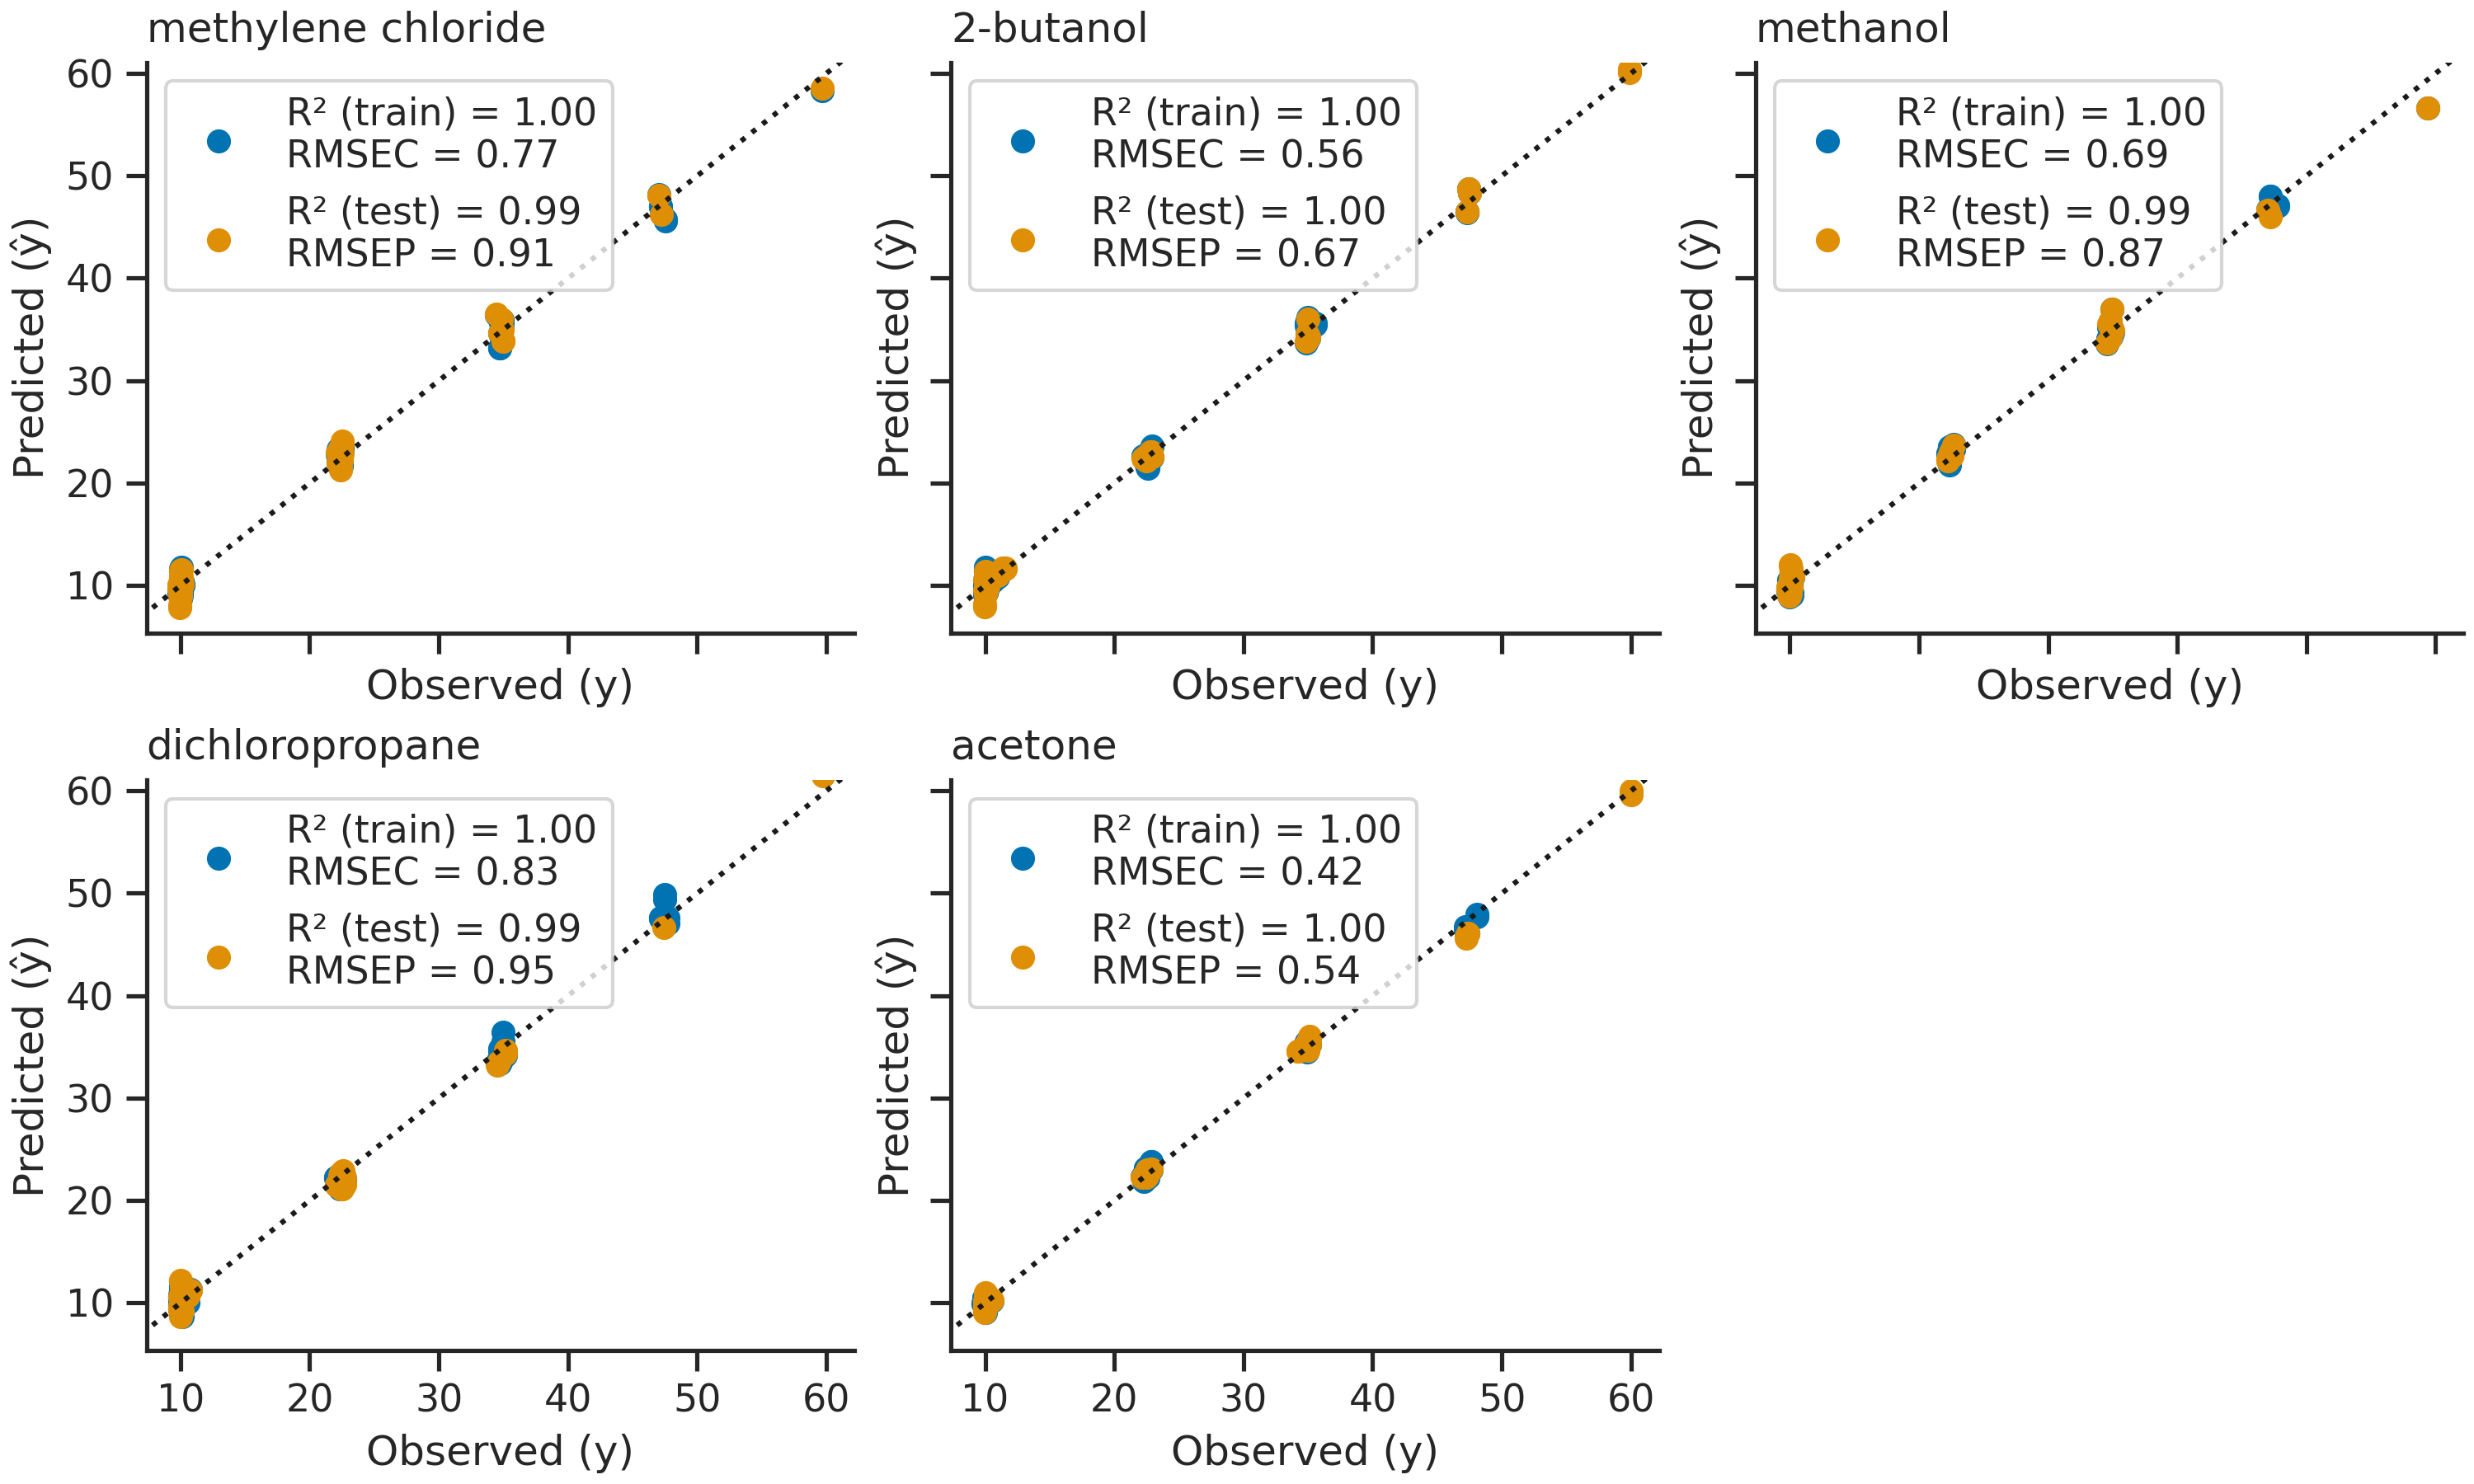 methylene chloride
60
50
40
30
20
10
Predicted (ŷ)
R² (train) = 1.00
RMSEC = 0.77
R² (test) = 0.99
RMSEP = 0.91
Observed (y)
2-butanol
Predicted (ŷ)
R² (train) = 1.00
RMSEC = 0.56
R² (test) = 1.00
RMSEP = 0.67
Observed (y)
methanol
Predicted (ŷ)
R² (train) = 1.00
RMSEC = 0.69
R² (test) = 0.99
RMSEP = 0.87
Observed (y)
dichloropropane
60
50
40
30
20
10
Predicted (ŷ)
R² (train) = 1.00
RMSEC = 0.83
R² (test) = 0.99
RMSEP = 0.95
10 20 30 40 50 60
Observed (y)
acetone
Predicted (ŷ)
R² (train) = 1.00
RMSEC = 0.42
R² (test) = 1.00
RMSEP = 0.54
10 20 30 40 50 60
Observed (y)